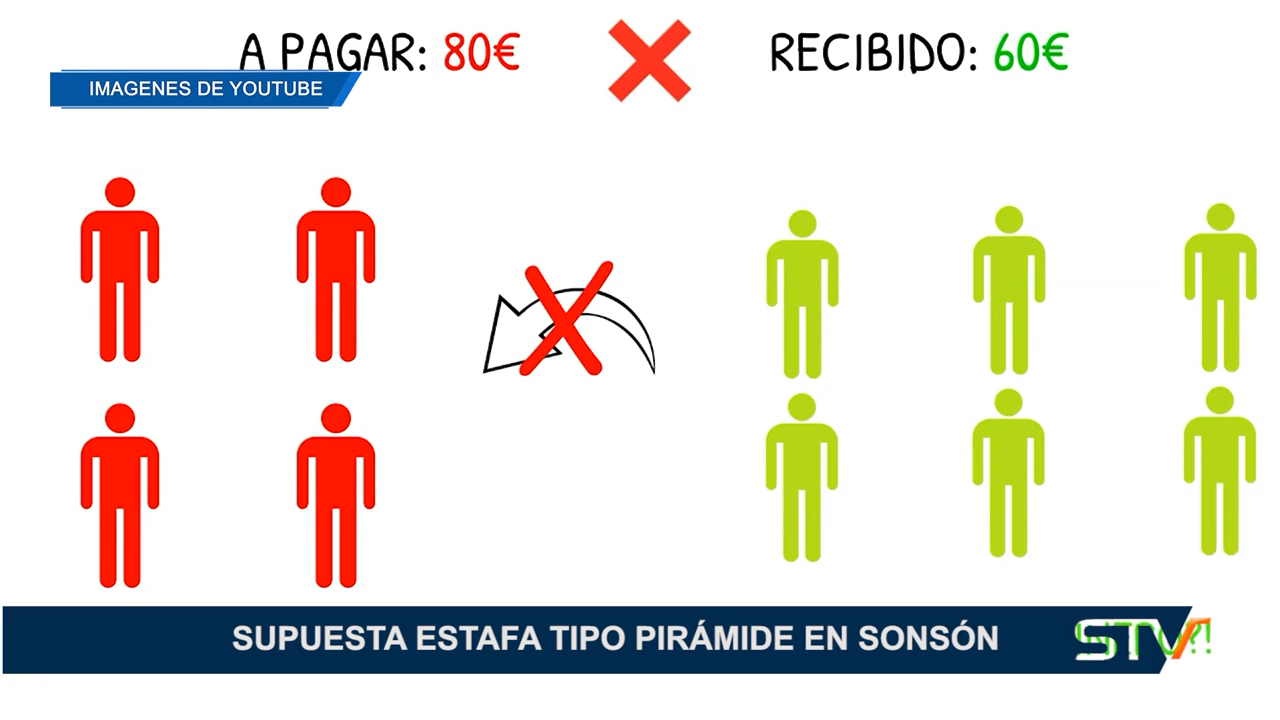 A PAGAR: 80€
RECIBIDO: 60€
IMAGENES DE YOUTUBE
SUPUESTA ESTAFA TIPO PIRÁMIDE EN SONSÓN
STV